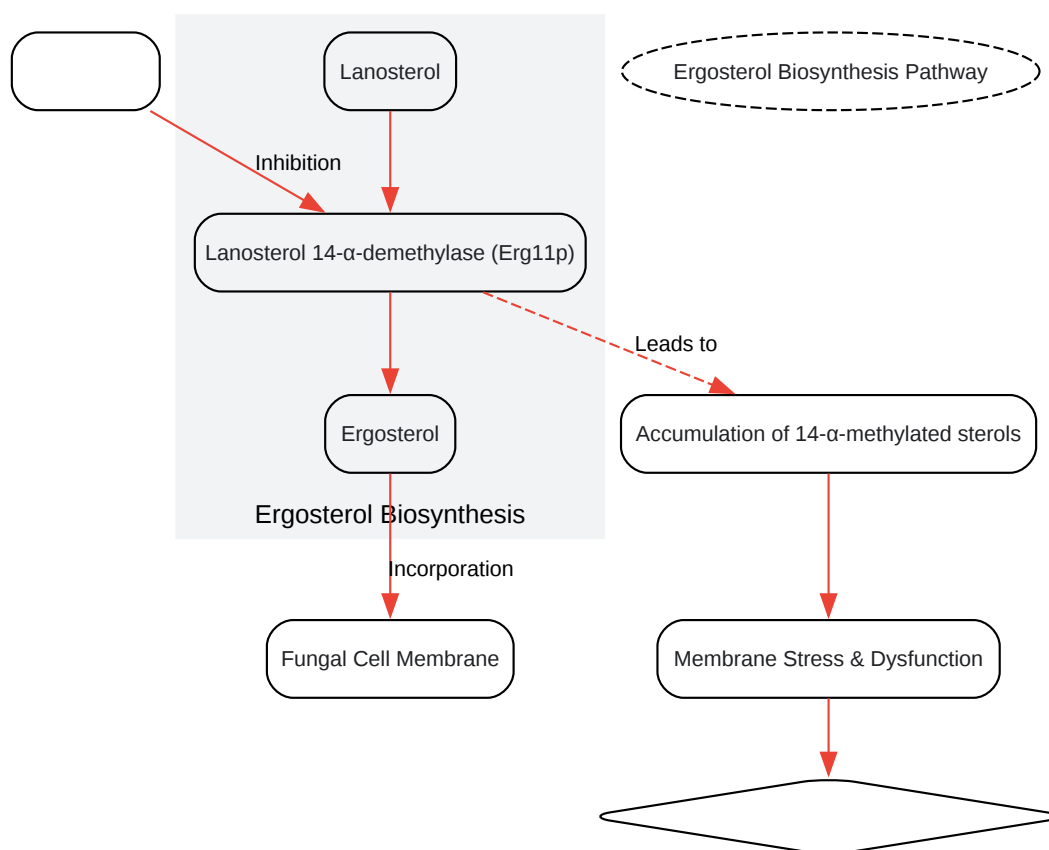 Lanosterol
Ergosterol Biosynthesis Pathway
Inhibition
Lanosterol 14-α-demethylase (Erg11p)
Leads to
Ergosterol
Accumulation of 14-α-methylated sterols
Ergosterol Biosynthesis
Incorporation
Fungal Cell Membrane
Membrane Stress & Dysfunction